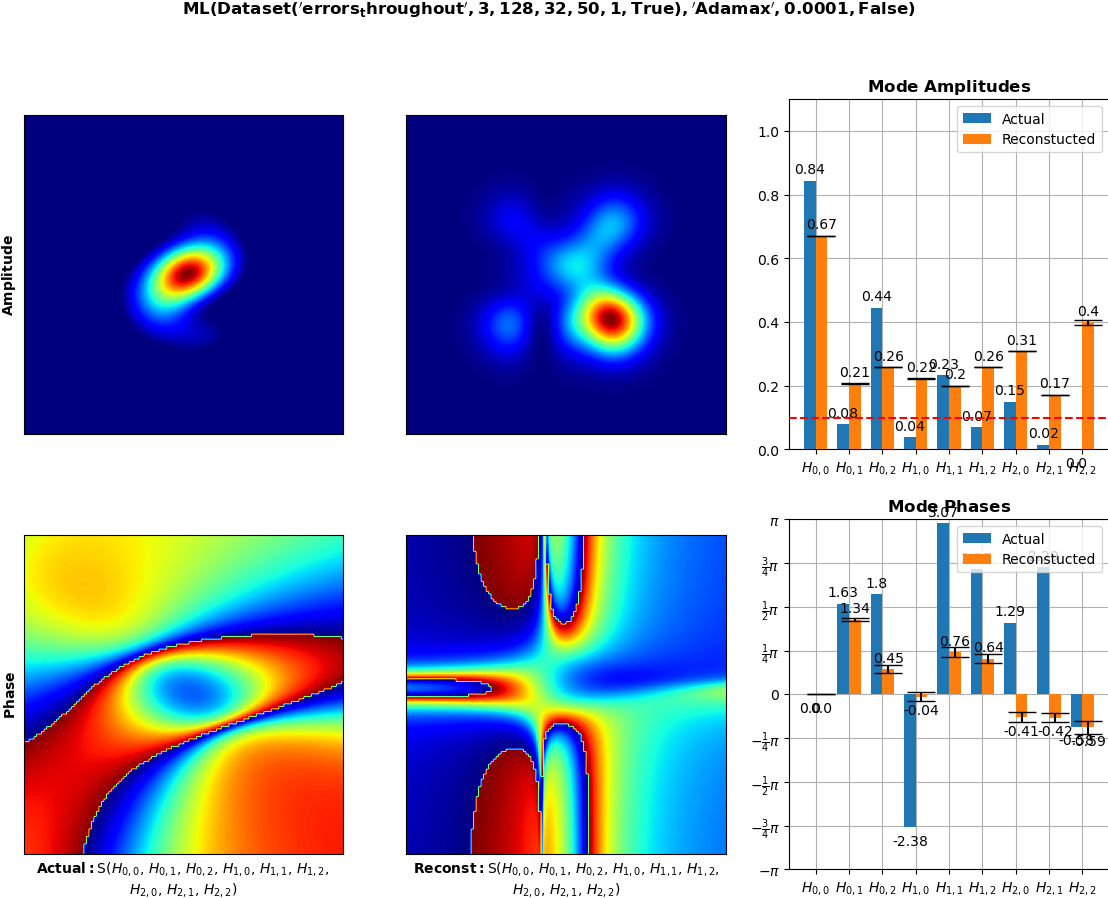 ML(Dataset('errors_throughout', 3, 128, 32, 50, 1, True), 'Adamax', 0.0001, False)
Amplitude
Mode Amplitudes
Actual
Reconstucted
1.0
0.8
0.6
0.4
0.2
0.0
0.84
0.67
0.08
0.21
0.44
0.26
0.04
0.22
0.23
0.2
0.07
0.26
0.15
0.31
0.02
0.17
0.0
0.4
H0,0 H0,1 H0,2 H1,0 H1,1 H1,2 H2,0 H2,1 H2,2
Phase
Mode Phases
Actual
Reconstucted
π
3/4π
1/2π
1/4π
0
−1/4π
−1/2π
−3/4π
−π
0.0
0.0
1.63
1.34
1.8
0.45
-2.38
-0.04
3.07
0.76
0.64
1.29
-0.41
-0.42
-0.59
H0,0 H0,1 H0,2 H1,0 H1,1 H1,2 H2,0 H2,1 H2,2
Actual: S(H0,0, H0,1, H0,2, H1,0, H1,1, H1,2,
H2,0, H2,1, H2,2)
Reconst: S(H0,0, H0,1, H0,2, H1,0, H1,1, H1,2,
H2,0, H2,1, H2,2)